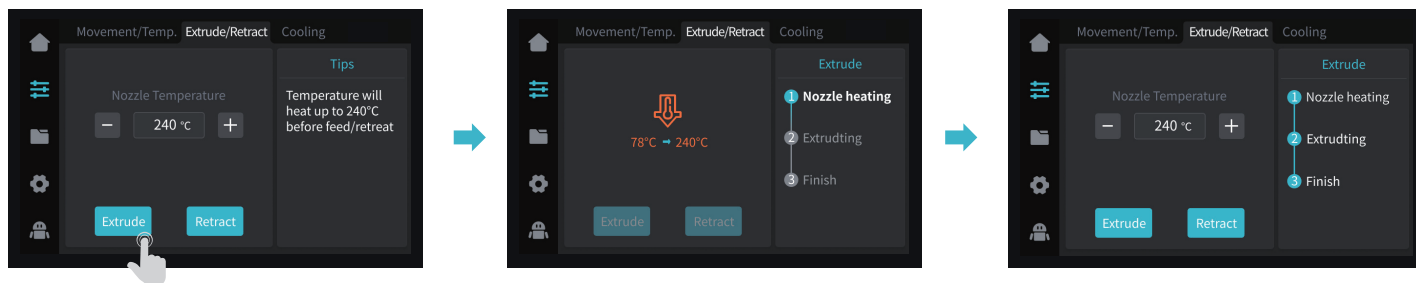 Movement/Temp. Extrude/Retract Cooling
Nozzle Temperature
− 240 °C +
Extrude Retract
Tips
Temperature will
heat up to 240°C
before feed/retreat
Movement/Temp. Extrude/Retract Cooling
78°C → 240°C
Extrude Retract
Extrude
1 Nozzle heating
2 Extrudting
3 Finish
Movement/Temp. Extrude/Retract Cooling
Nozzle Temperature
− 240 °C +
Extrude Retract
Extrude
1 Nozzle heating
2 Extrudting
3 Finish